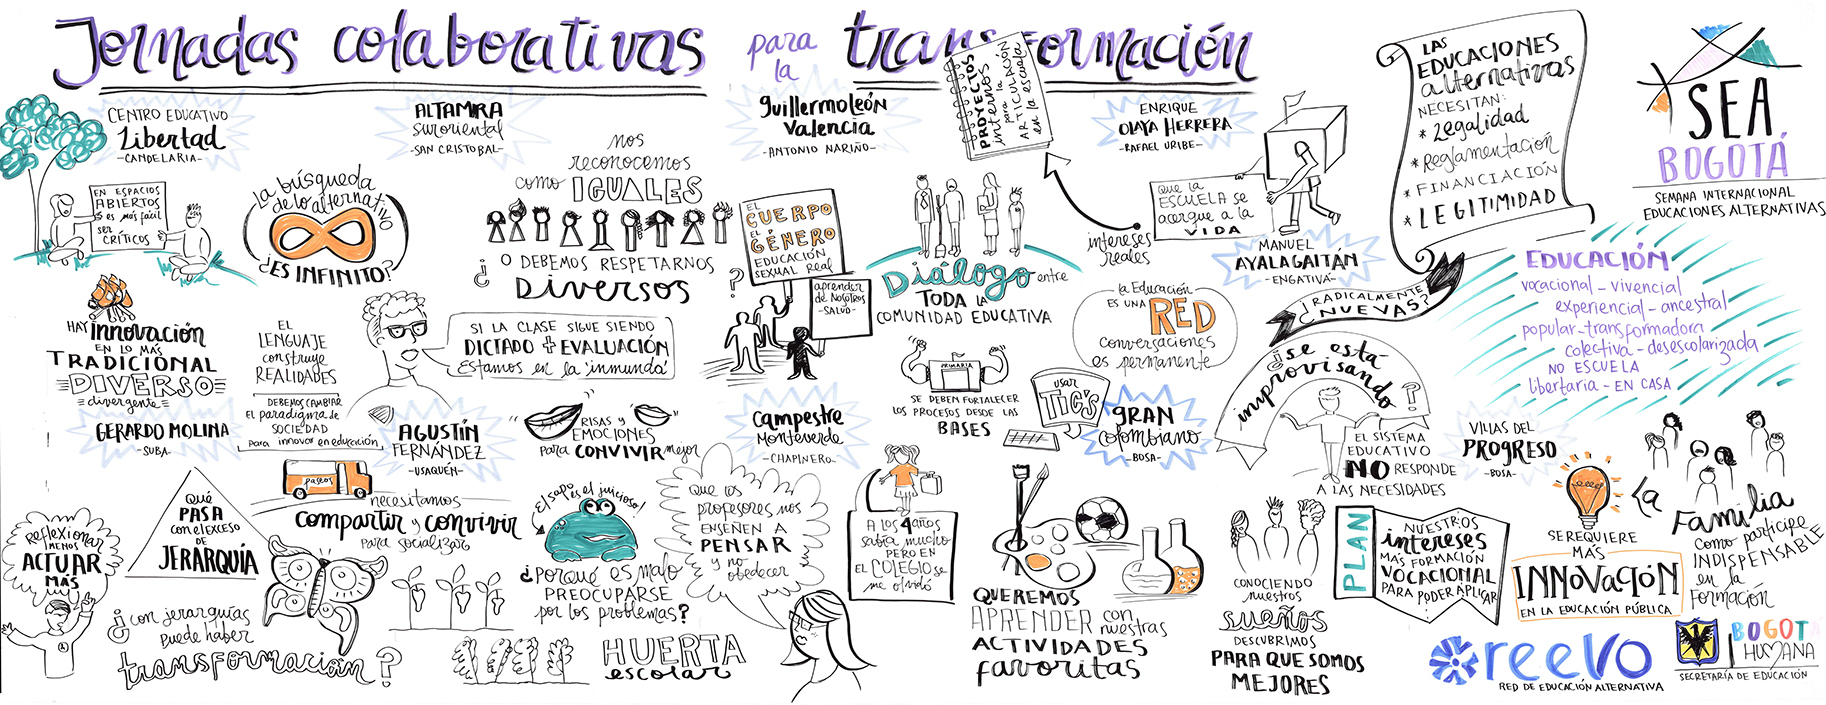 Jornadas colaborativas para la transformación
CENTRO EDUCATIVO
Libertad
-CANDELARIA-
EN ESPACIOS
ABIERTOS
es más fácil
ser
CRÍTICOS
La búsqueda
de lo alternativo
¿ES INFINITO?
ALTAMIRA
suroriental
-SAN CRISTOBAL-
nos
reconocemos
como IGUALES
¿O DEBEMOS RESPETARNOS
DIVERSOS
?
guillermo león
Valencia
-ANTONIO NARIÑO-
EL
CUERPO
EL
GÉNERO
EDUCACIÓN
SEXUAL Real
aprender
de Nosotros
-SALUD-
PROYECTOS
internos
para la
ARTICULACIÓN
en la escuela
ENRIQUE
OLAYA HERRERA
-RAFAEL URIBE-
Diálogo entre
TODA LA
COMUNIDAD EDUCATIVA
intereses
reales
que la
ESCUELA se
acerque a la
VIDA
MANUEL
AYALA GAITÁN
-ENGATIVÁ-
LAS
EDUCACIONES
alternativas
NECESITAN:
* Legalidad
* Reglamentación
* FINANCIACIÓN
* LEGITIMIDAD
¿RADICALMENTE
NUEVAS?
SEA
BOGOTÁ
SEMANA INTERNACIONAL
EDUCACIONES ALTERNATIVAS
EDUCACIÓN
vocacional - vivencial
experiencial - ancestral
popular - transformadora
colectiva - desescolarizada
NO ESCUELA
libertaria - EN CASA
HAY innovación
EN LO MÁS
TRADICIONAL
DIVERSO
divergente
GERARDO MOLINA
-SUBA-
EL
LENGUAJE
construye
REALIDADES
DEBEMOS CAMBIAR
el paradigma de
SOCIEDAD
para innovar en educación
SI LA CLASE SIGUE SIENDO
DICTADO + EVALUACIÓN
Estamos en la 'inmunda'
AGUSTÍN
FERNÁNDEZ
-USAQUÉN-
RISAS y
EMOCIONES
para CONVIVIR mejor
campestre
Monteverde
-CHAPINERO-
PRIMARIA
SE DEBEN FORTALECER
LOS PROCESOS DESDE LAS
BASES
la Educación
ES UNA
RED
conversaciones
es permanente
usar
TIC's
GRAN
Colombiano
-BOSA-
¿se está
improvisando?
EL SISTEMA
EDUCATIVO
NO RESPONDE
A LAS NECESIDADES
VILLAS DEL
PROGRESO
-BOSA-
Reflexionar
MENOS
ACTUAR
MÁS
Qué
PASA
con el exceso
DE
JERARQUÍA
¿con jerarquías
puede haber
transformación?
paseos
necesitamos
compartir y convivir
para socializar
El sapo es el juicioso!
¿PORQUÉ ES MALO
PREOCUPARSE
por los problemas?
HUERTA
escolar
que los
profesores nos
ENSEÑEN A
PENSAR
y no
obedecer
A LOS 4 AÑOS
sabía mucho
PERO EN
EL COLEGIO se
me olvidó
QUEREMOS
APRENDER con
nuestras
ACTIVIDADES
favoritas
CONOCIENDO
nuestros
sueños
DESCUBRIMOS
PARA QUE SOMOS
MEJORES
PLAN
NUESTROS
intereses
MÁS FORMACIÓN
VOCACIONAL
PARA PODER APLICAR
SE REQUIERE
MÁS
INNOVACIÓN
EN LA EDUCACIÓN PÚBLICA
La
Familia
como partícipe
INDISPENSABLE
en la
Formación
reevo
RED DE EDUCACIÓN ALTERNATIVA
BOGOTÁ
HUMANA
SECRETARÍA DE EDUCACIÓN